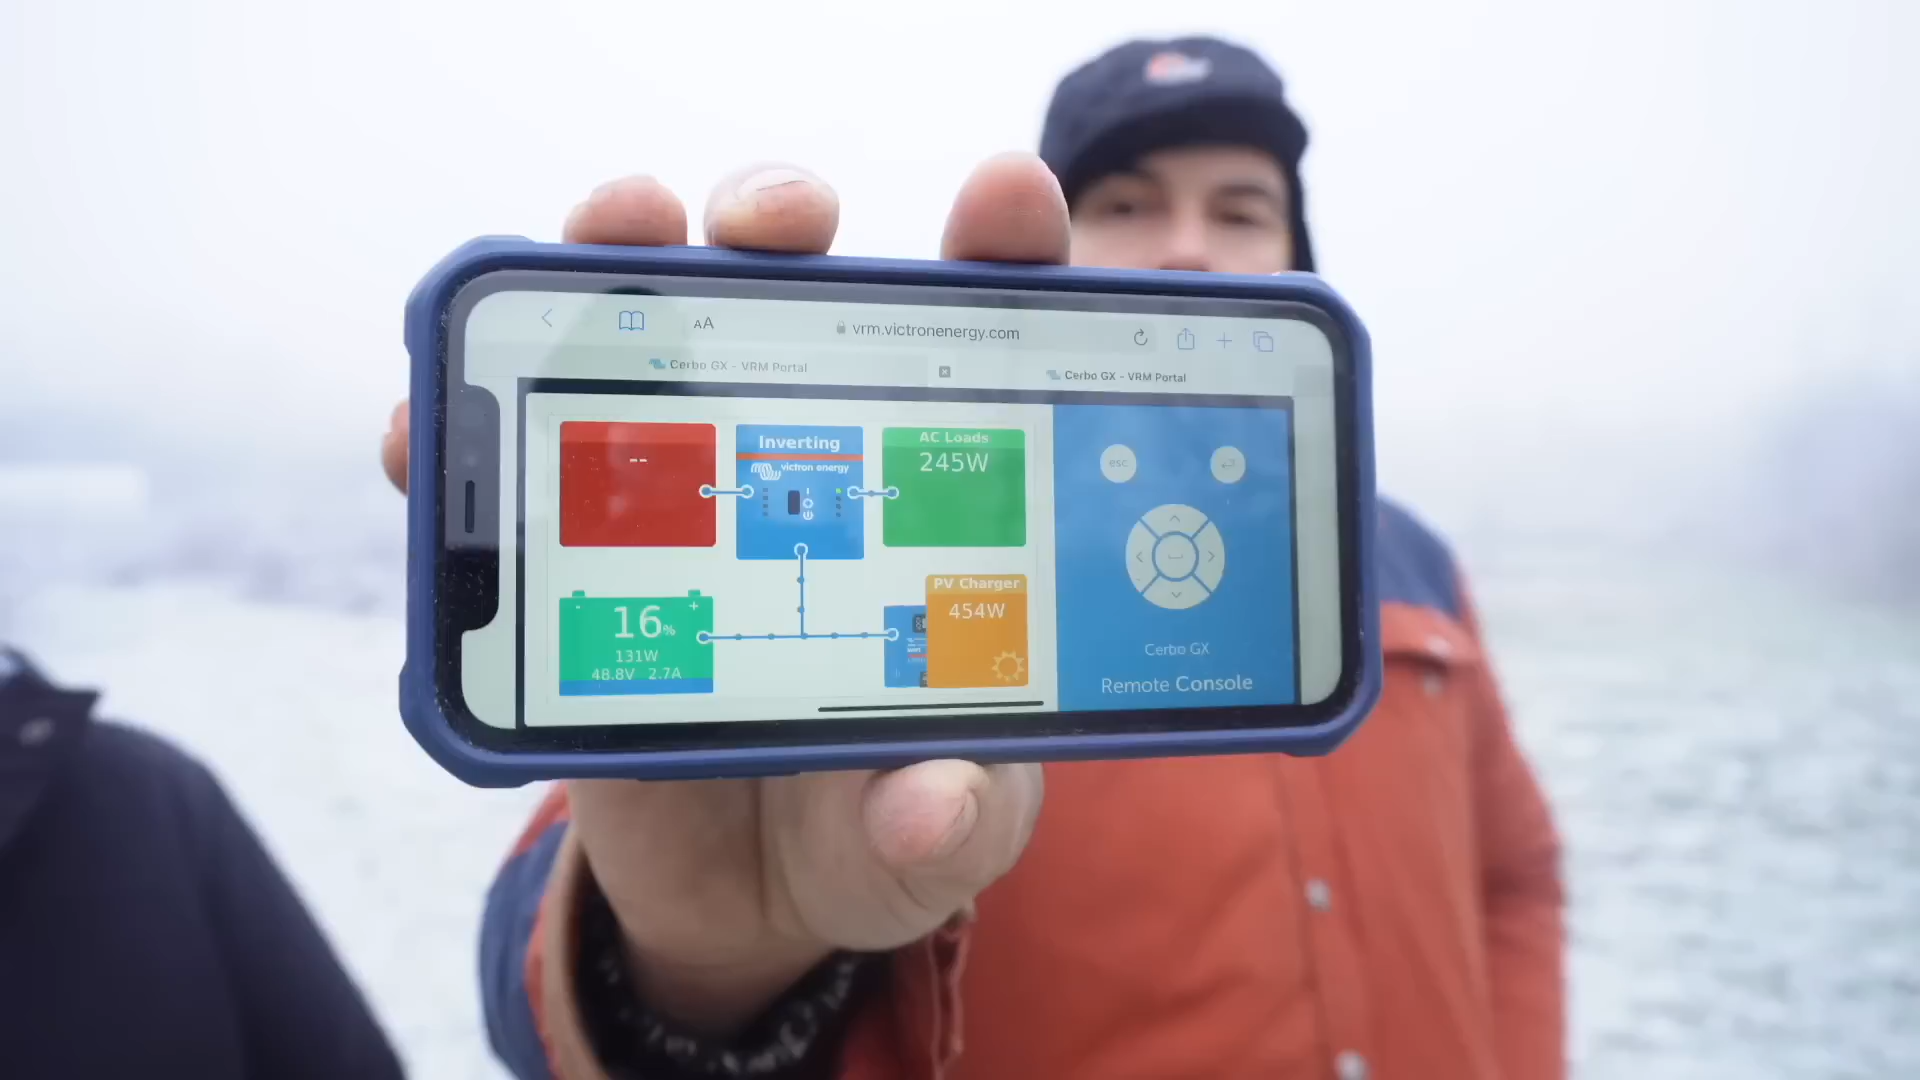 AA
vrm.victronenergy.com
Cerbo GX - VRM Portal
Cerbo GX - VRM Portal
--
Inverting
victron energy
AC Loads
245W
esc
16%
131W
48.8V 2.7A
PV Charger
454W
Cerbo GX
Remote Console